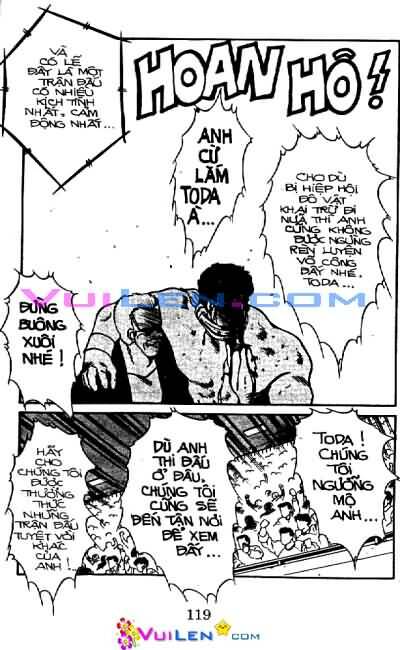 VÀ
CÓ LẼ
ĐÂY LÀ MỘT
TRẬN ĐẤU
CÓ NHIỀU
KỊCH TÍNH
NHẤT, CẢM
ĐỘNG NHẤT...
HOAN HÔ!
ANH
CỪ
LẮM
TODA
À...
CHO DÙ
BỊ HIỆP HỘI
ĐÔ VẬT
KHAI TRỪ ĐI
NỮA THÌ ANH
CŨNG KHÔNG
ĐƯỢC NGỪNG
RÈN LUYỆN
VÕ CÔNG
ĐẤY NHÉ,
TODA...
VuiLen.com
ĐỪNG
BUÔNG
XUÔI
NHÉ!
TODA!
CHÚNG
TÔI
NGƯỠNG
MỘ
ANH...
DÙ ANH
THI ĐẤU
Ở ĐÂU,
CHÚNG TÔI
CŨNG SẼ
ĐẾN TẬN NƠI
ĐỂ XEM
ĐẤY...
HÃY
CHO
CHÚNG TÔI
ĐƯỢC
THƯỞNG
THỨC
NHỮNG
TRẬN ĐẤU
TUYỆT VỜI
KHÁC
CỦA
ANH!..
119
VuiLen.com